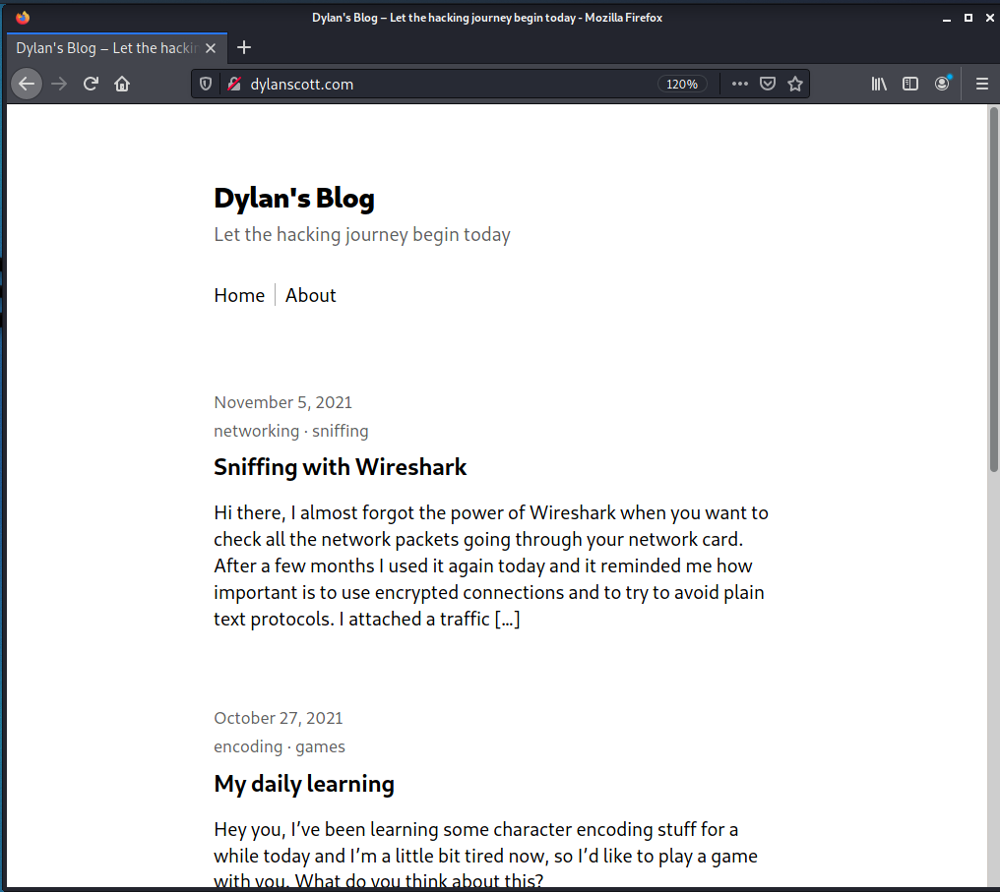 Dylan's Blog – Let the hacking journey begin today - Mozilla Firefox
Dylan's Blog – Let the hackin
dylanscott.com
120%
Dylan's Blog
Let the hacking journey begin today
Home
About
November 5, 2021
networking · sniffing
Sniffing with Wireshark
Hi there, I almost forgot the power of Wireshark when you want to
check all the network packets going through your network card.
After a few months I used it again today and it reminded me how
important is to use encrypted connections and to try to avoid plain
text protocols. I attached a traffic […]
October 27, 2021
encoding · games
My daily learning
Hey you, I’ve been learning some character encoding stuff for a
while today and I’m a little bit tired now, so I’d like to play a game
with you. What do you think about this?